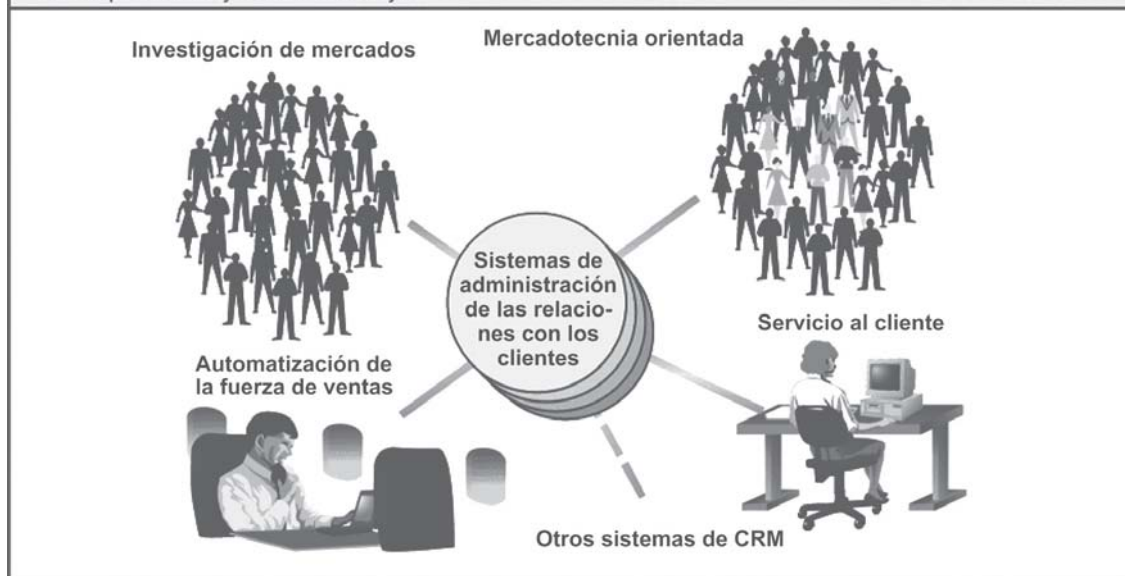 Investigación de mercados
Mercadotecnia orientada
Sistemas de
administración
de las relacio-
nes con los
clientes
Servicio al cliente
Automatización de
la fuerza de ventas
Otros sistemas de CRM